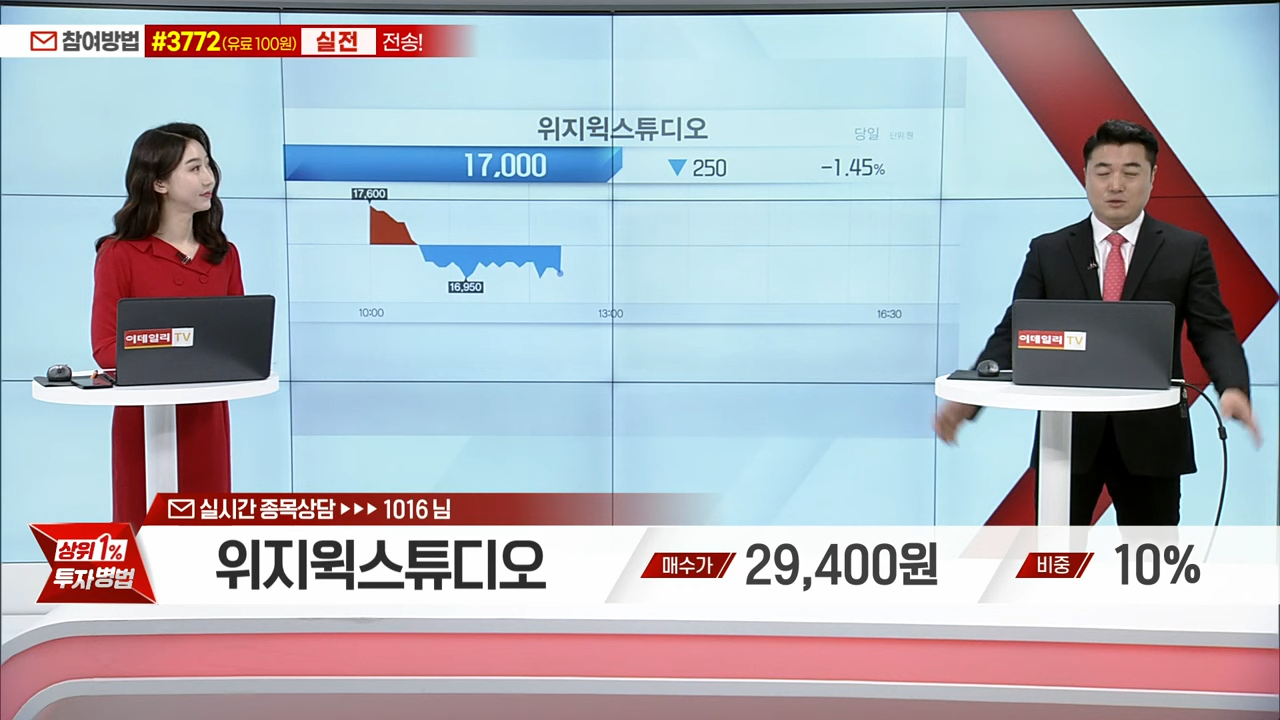 참여방법 #3772 (유료 100원) 실전 전송!
위지윅스튜디오 당일 단위:원
17,000 ▼250 -1.45%
17,600
16,950
10:00 13:00 16:30
이데일리TV
이데일리TV
실시간 종목상담 ▶▶▶ 1016 님
상위 1% 투자병법
위지윅스튜디오 매수가 29,400원 비중 10%